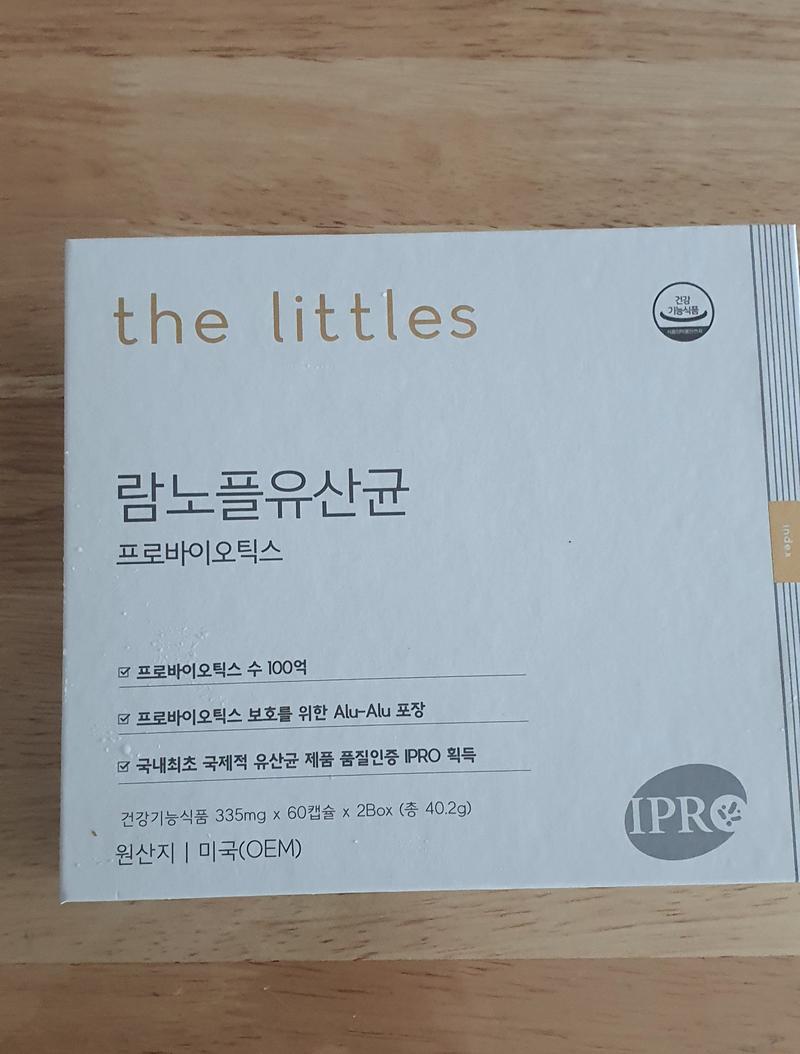 the littles
건강
기능식품
람노플유산균
프로바이오틱스
index
프로바이오틱스 수 100억
프로바이오틱스 보호를 위한 Alu-Alu 포장
국내최초 국제적 유산균 제품 품질인증 IPRO 획득
건강기능식품 335mg x 60캡슐 x 2Box (총 40.2g)
원산지 | 미국(OEM)
IPRO